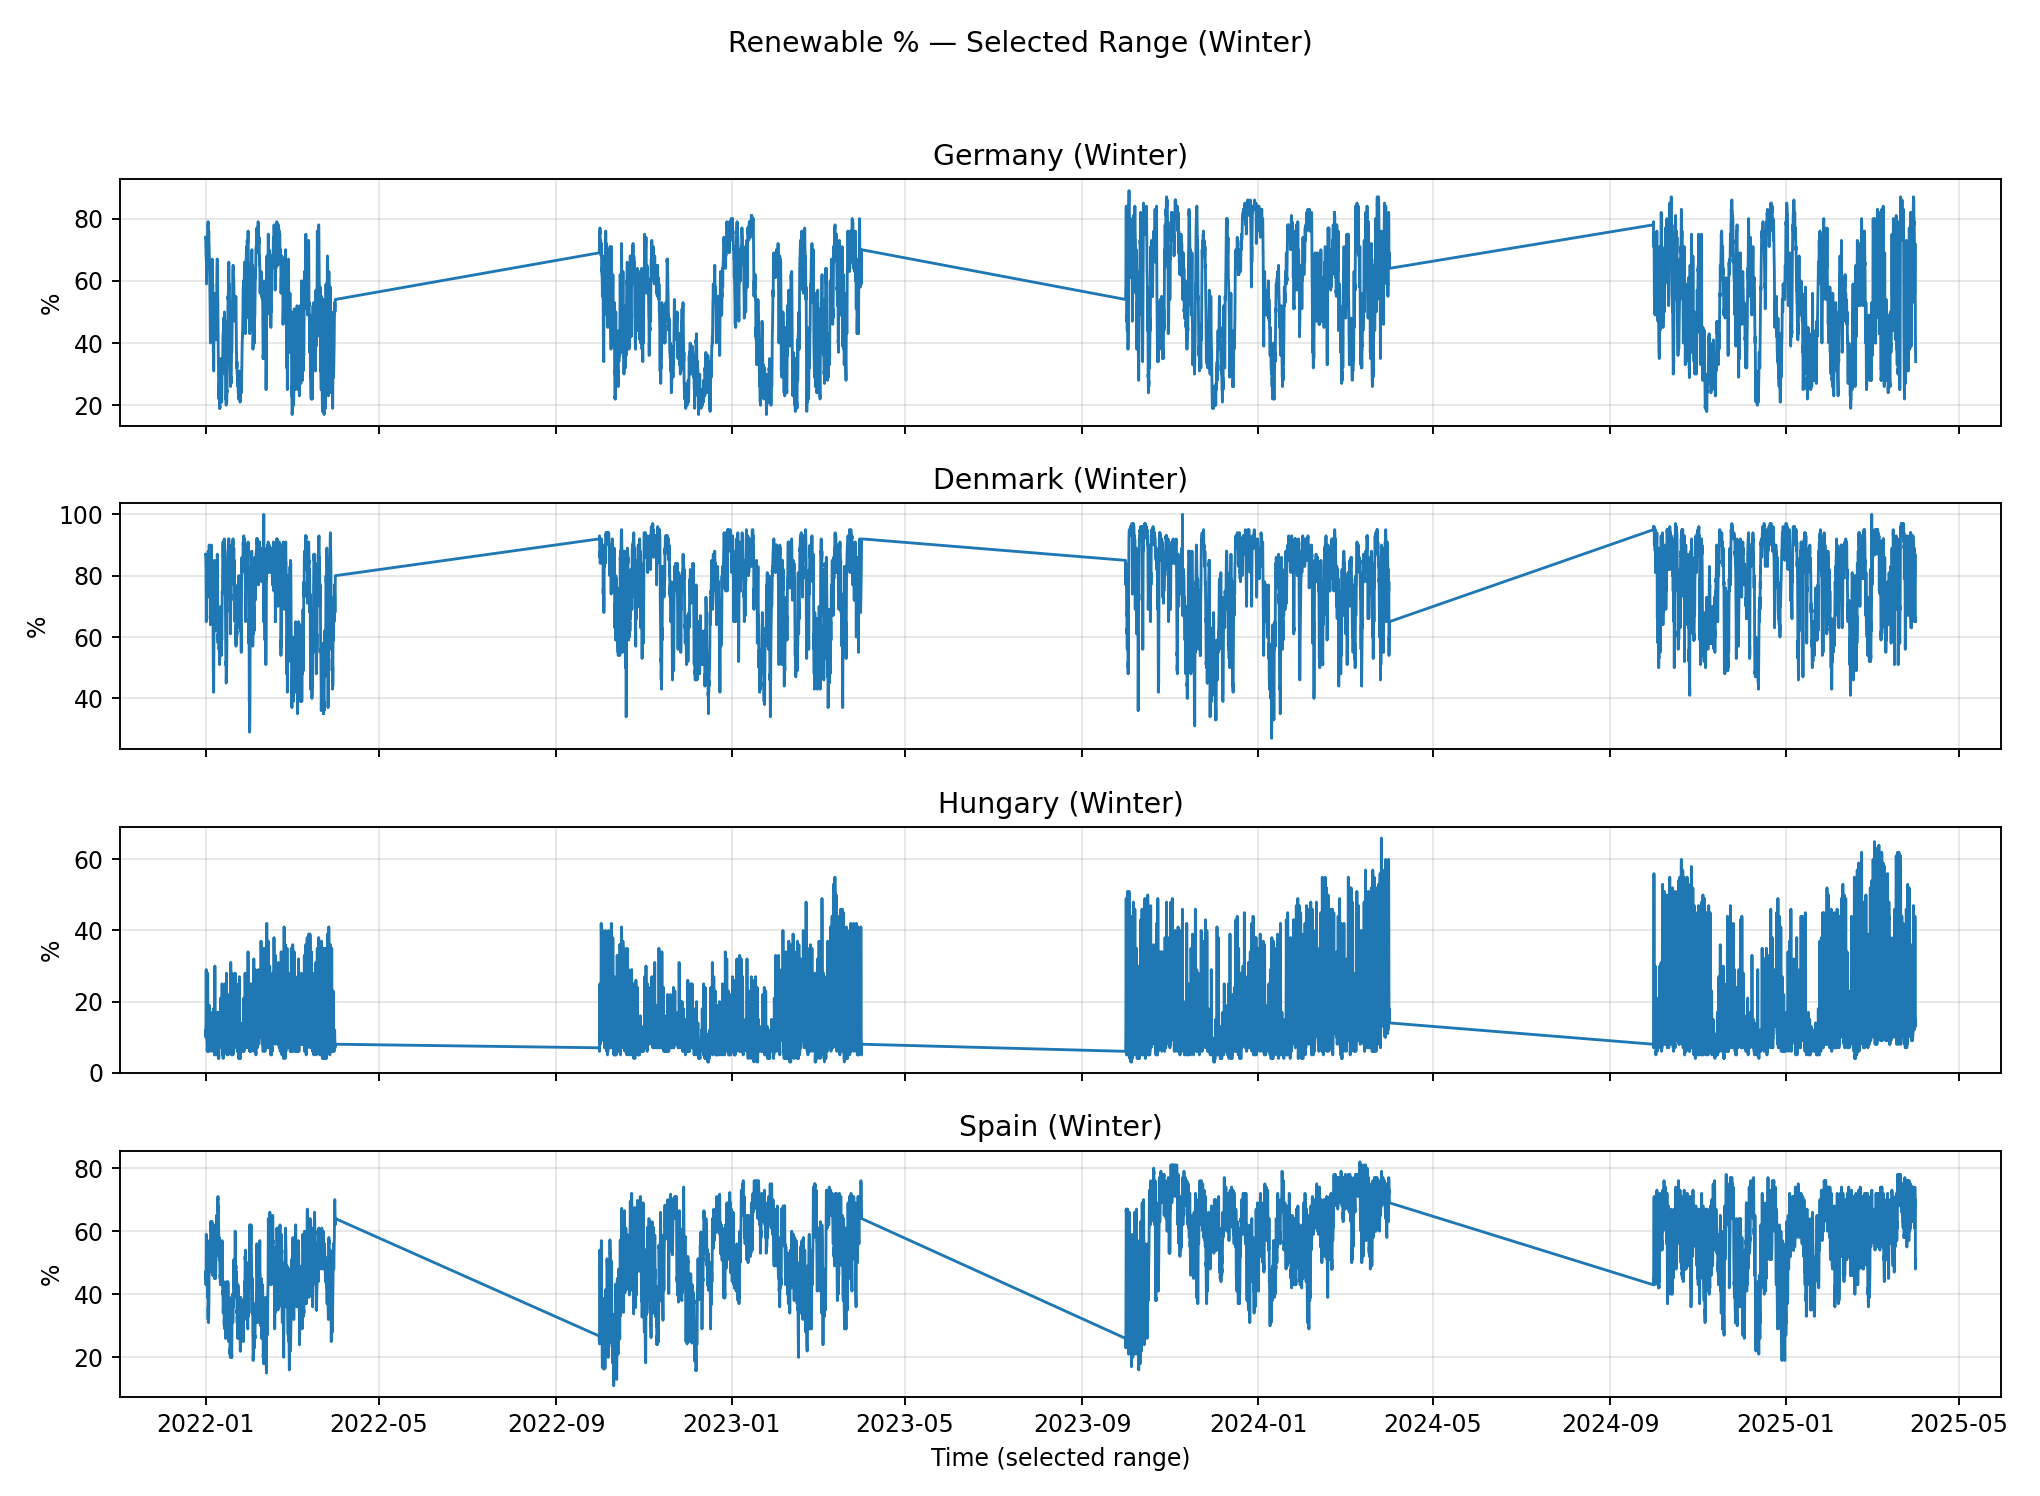 Renewable % — Selected Range (Winter)
Germany (Winter)
80
60
40
20
%
Denmark (Winter)
100
80
60
40
%
Hungary (Winter)
60
40
20
0
%
Spain (Winter)
80
60
40
20
%
2022-01 2022-05 2022-09 2023-01 2023-05 2023-09 2024-01 2024-05 2024-09 2025-01 2025-05
Time (selected range)